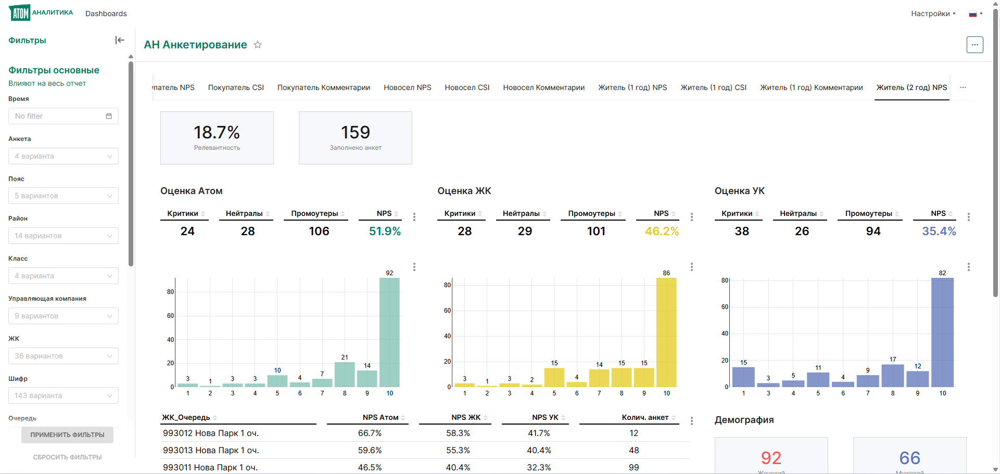 АТОМ АНАЛИТИКА Dashboards Настройки
Фильтры
АН Анкетирование
Фильтры основные
Влияют на весь отчет
Время
No filter
Анкета
4 варианта
Пояс
5 вариантов
Район
14 вариантов
Класс
4 варианта
Управляющая компания
9 вариантов
ЖК
36 вариантов
Шифр
143 варианта
Очередь
ПРИМЕНИТЬ ФИЛЬТРЫ
СБРОСИТЬ ФИЛЬТРЫ
упатель NPS Покупатель CSI Покупатель Комментарии Новосел NPS Новосел CSI Новосел Комментарии Житель (1 год) NPS Житель (1 год) CSI Житель (1 год) Комментарии Житель (2 год) NPS ...
18.7%
Релевантность
159
Заполнено анкет
Оценка Атом
Критики Нейтралы Промоутеры NPS
24 28 106 51.9%
80
60
40
20
0
3 1 3 3 10 4 7 21 14 92
1 2 3 4 5 6 7 8 9 10
Оценка ЖК
Критики Нейтралы Промоутеры NPS
28 29 101 46.2%
80
60
40
20
0
3 1 3 2 15 4 14 15 15 86
1 2 3 4 5 6 7 8 9 10
Оценка УК
Критики Нейтралы Промоутеры NPS
38 26 94 35.4%
80
60
40
20
0
15 3 5 11 4 9 17 12 82
1 3 4 5 6 7 8 9 10
ЖК_Очередь NPS Атом NPS ЖК NPS УК Колич. анкет
993012 Нова Парк 1 оч. 66.7% 58.3% 41.7% 12
993013 Нова Парк 1 оч. 59.6% 55.3% 40.4% 48
993011 Нова Парк 1 оч. 46.5% 40.4% 32.3% 99
Демография
92
Женский
66
Мужской